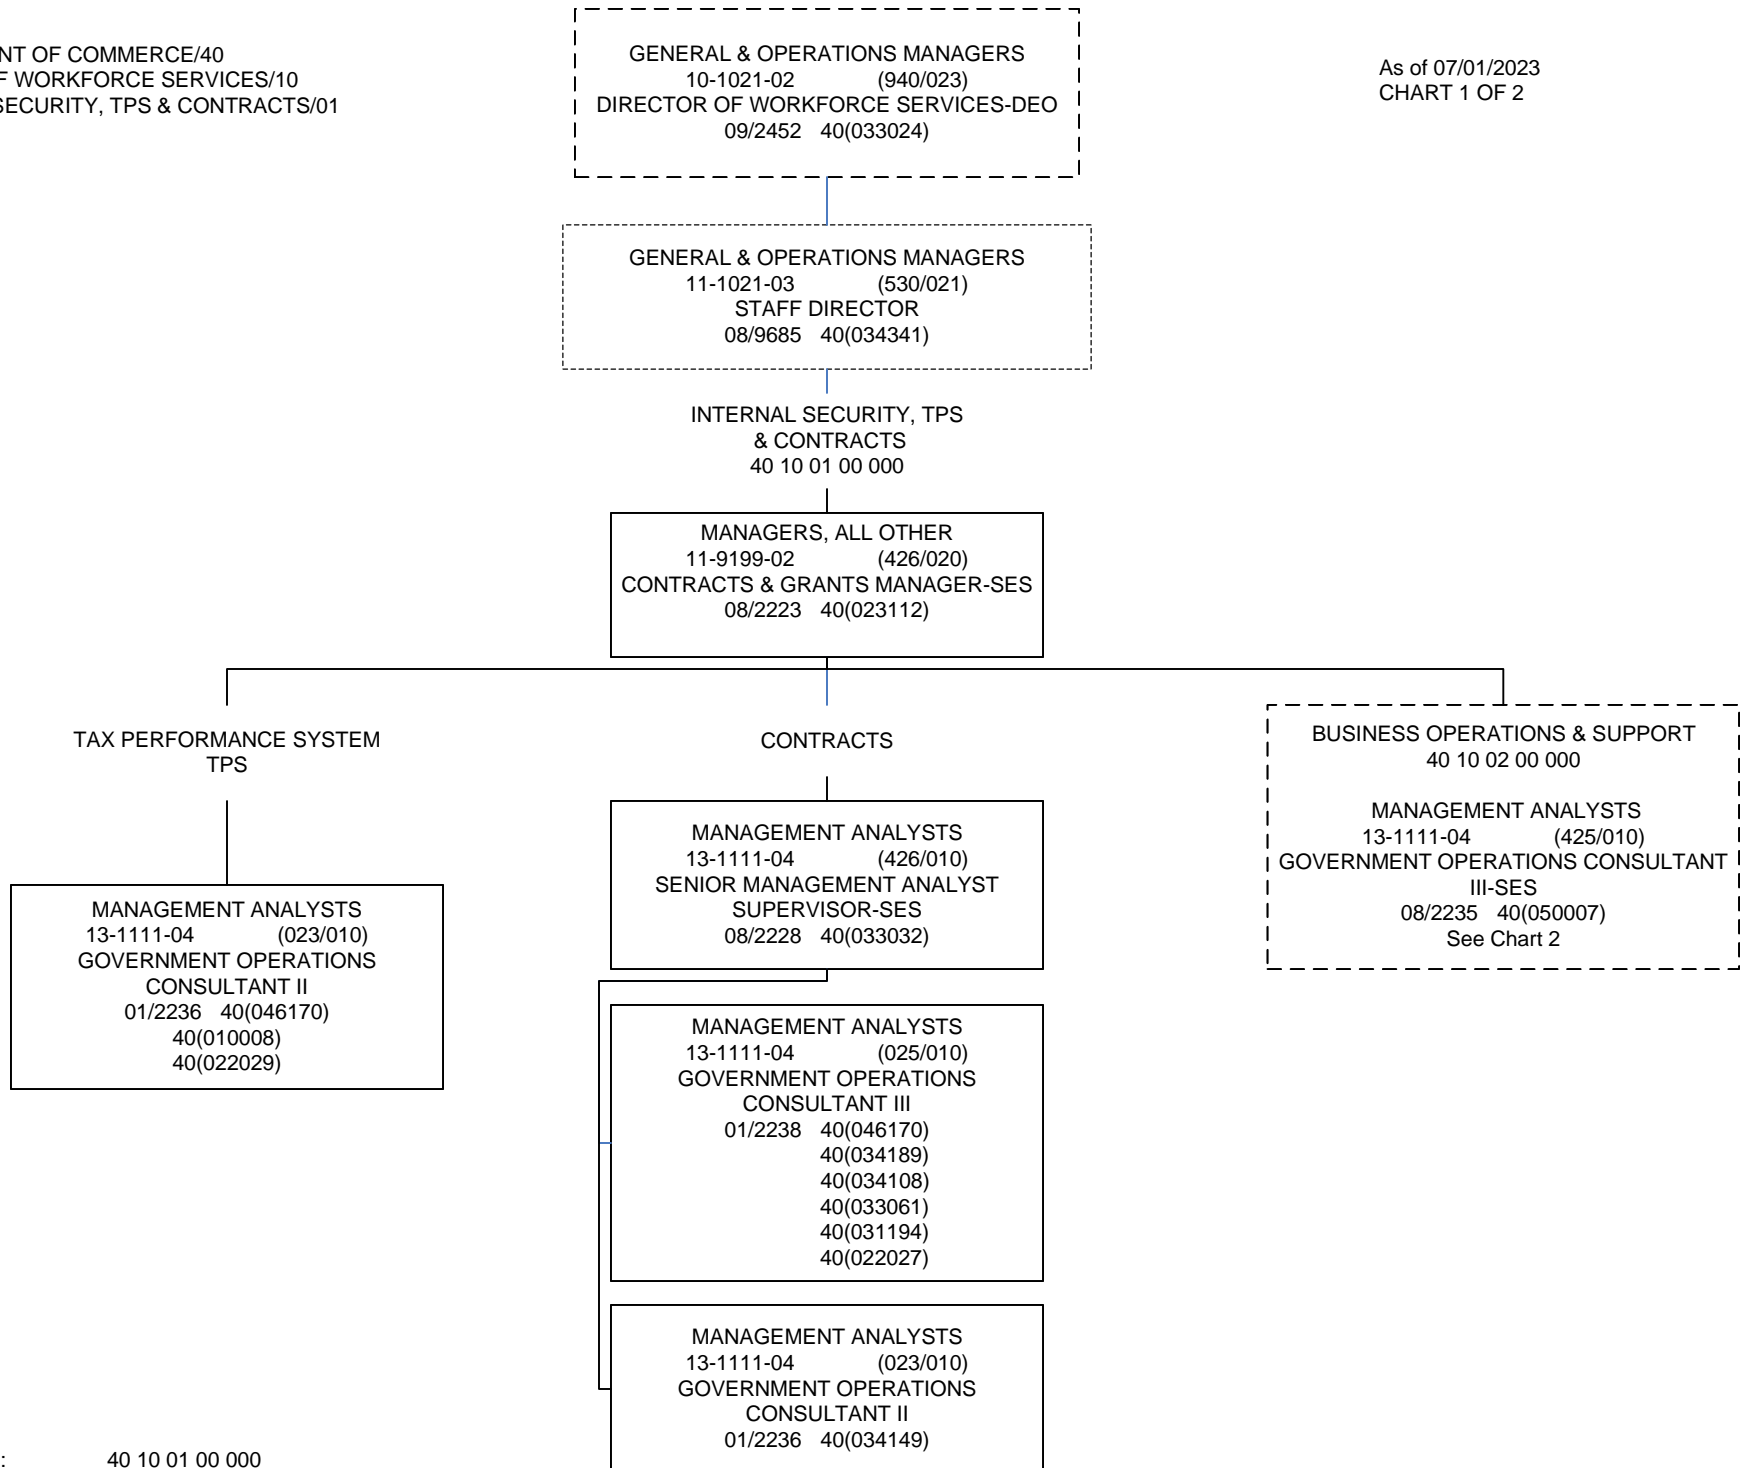 NT OF COMMERCE/40
F WORKFORCE SERVICES/10
SECURITY, TPS & CONTRACTS/01
GENERAL & OPERATIONS MANAGERS
10-1021-02 (940/023)
DIRECTOR OF WORKFORCE SERVICES-DEO
09/2452 40(033024)
As of 07/01/2023
CHART 1 OF 2
GENERAL & OPERATIONS MANAGERS
11-1021-03 (530/021)
STAFF DIRECTOR
08/9685 40(034341)
INTERNAL SECURITY, TPS
& CONTRACTS
40 10 01 00 000
MANAGERS, ALL OTHER
11-9199-02 (426/020)
CONTRACTS & GRANTS MANAGER-SES
08/2223 40(023112)
TAX PERFORMANCE SYSTEM
TPS
MANAGEMENT ANALYSTS
13-1111-04 (023/010)
GOVERNMENT OPERATIONS
CONSULTANT II
01/2236 40(046170)
40(010008)
40(022029)
CONTRACTS
MANAGEMENT ANALYSTS
13-1111-04 (426/010)
SENIOR MANAGEMENT ANALYST
SUPERVISOR-SES
08/2228 40(033032)
MANAGEMENT ANALYSTS
13-1111-04 (025/010)
GOVERNMENT OPERATIONS
CONSULTANT III
01/2238 40(046170)
40(034189)
40(034108)
40(033061)
40(031194)
40(022027)
MANAGEMENT ANALYSTS
13-1111-04 (023/010)
GOVERNMENT OPERATIONS
CONSULTANT II
01/2236 40(034149)
BUSINESS OPERATIONS & SUPPORT
40 10 02 00 000
MANAGEMENT ANALYSTS
13-1111-04 (425/010)
GOVERNMENT OPERATIONS CONSULTANT
III-SES
08/2235 40(050007)
See Chart 2
: 40 10 01 00 000